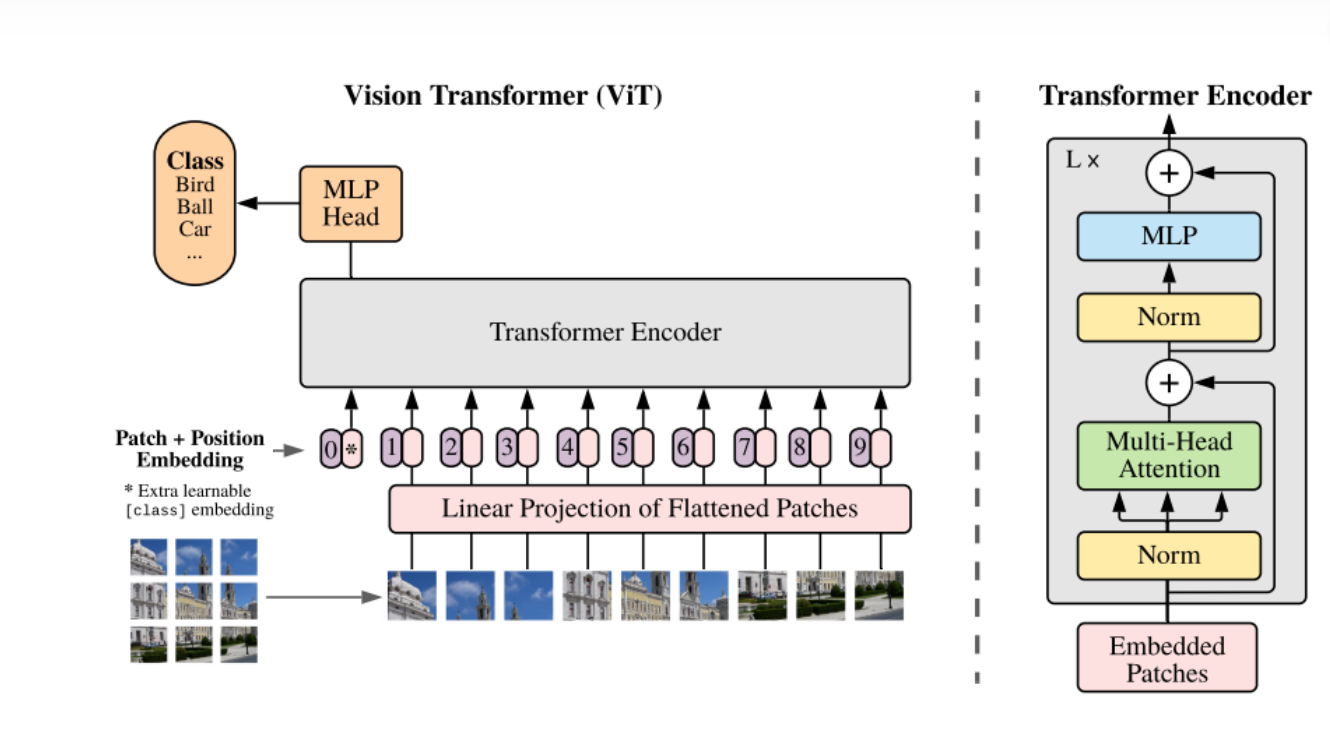 Vision Transformer (ViT)
Class
Bird
Ball
Car
...
MLP
Head
Transformer Encoder
Patch + Position
Embedding
0 * 1 2 3 4 5 6 7 8 9
* Extra learnable
[class] embedding
Linear Projection of Flattened Patches
Transformer Encoder
L x
+
MLP
Norm
+
Multi-Head
Attention
Norm
Embedded
Patches